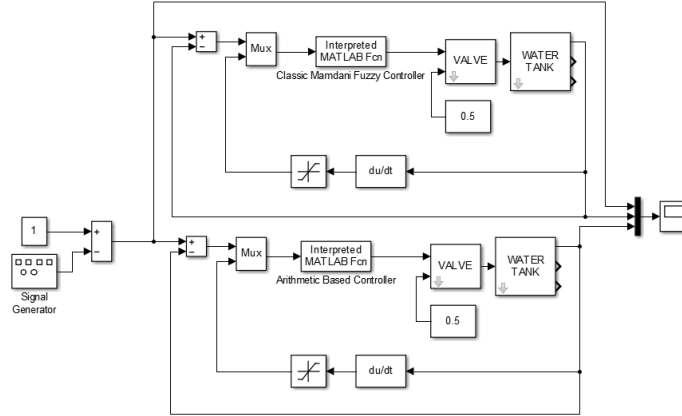 +
−
Mux
Interpreted
MATLAB Fcn
Classic Mamdani Fuzzy Controller
VALVE
WATER
TANK
0.5
du/dt
1
+
−
Signal
Generator
+
−
Mux
Interpreted
MATLAB Fcn
Arithmetic Based Controller
VALVE
WATER
TANK
0.5
du/dt